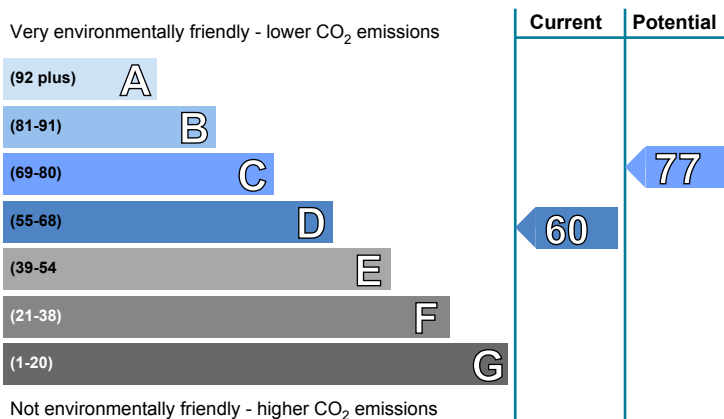 Current Potential
Very environmentally friendly - lower CO2 emissions
(92 plus) A
(81-91) B
(69-80) C
77
(55-68) D
60
(39-54 E
(21-38) F
(1-20) G
Not environmentally friendly - higher CO2 emissions